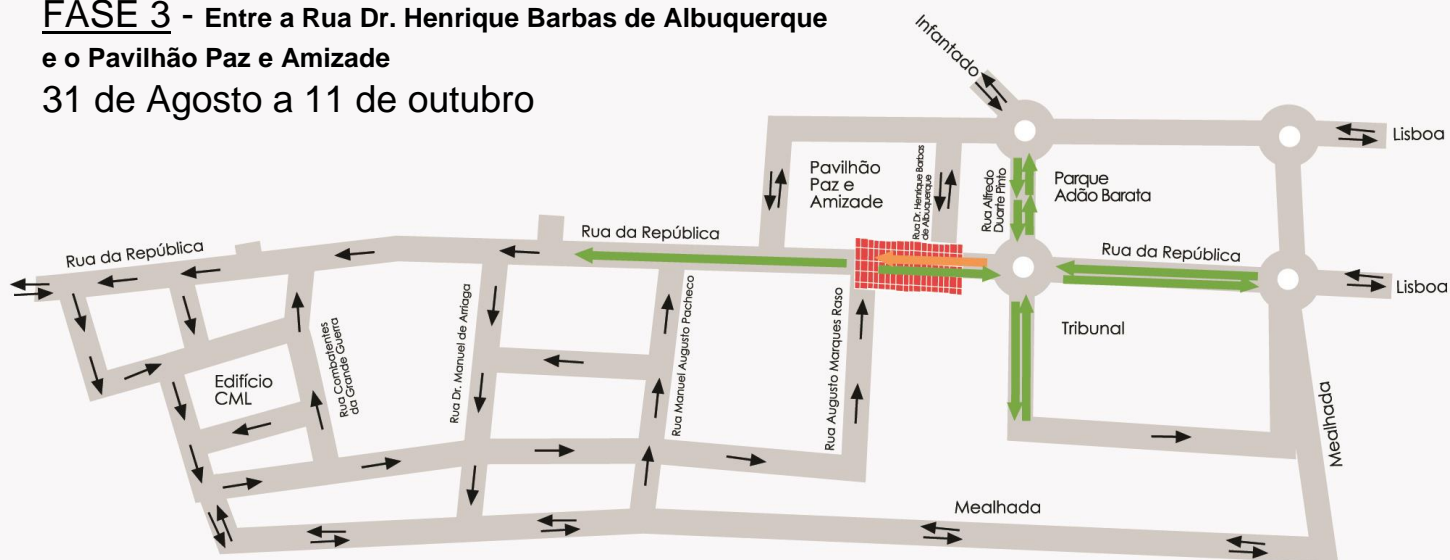 FASE 3 - Entre a Rua Dr. Henrique Barbas de Albuquerque
e o Pavilhão Paz e Amizade
31 de Agosto a 11 de outubro
Infantado
Lisboa
Pavilhão
Paz e
Amizade
Rua Dr. Henrique Barbas
de Albuquerque
Rua Alfredo
Duarte Pinto
Parque
Adão Barata
Rua da República
Rua da República
Rua da República
Lisboa
Tribunal
Edifício
CML
Rua Combatentes
da Grande Guerra
Rua Dr. Manuel de Arriaga
Rua Manuel Augusto Pacheco
Rua Augusto Marques Raso
Mealhada
Mealhada